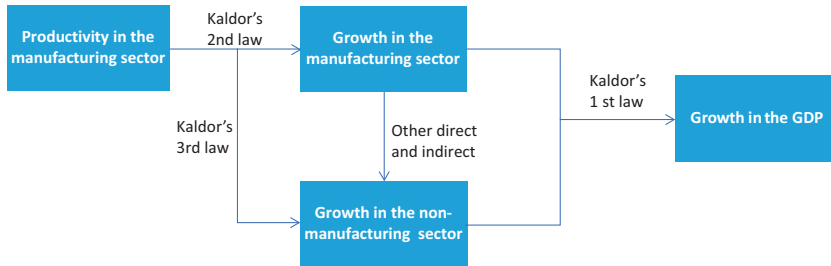 Productivity in the
manufacturing sector
Kaldor's
2nd law
Growth in the
manufacturing sector
Kaldor's
3rd law
Other direct
and indirect
Growth in the non-
manufacturing sector
Kaldor's
1 st law
Growth in the GDP